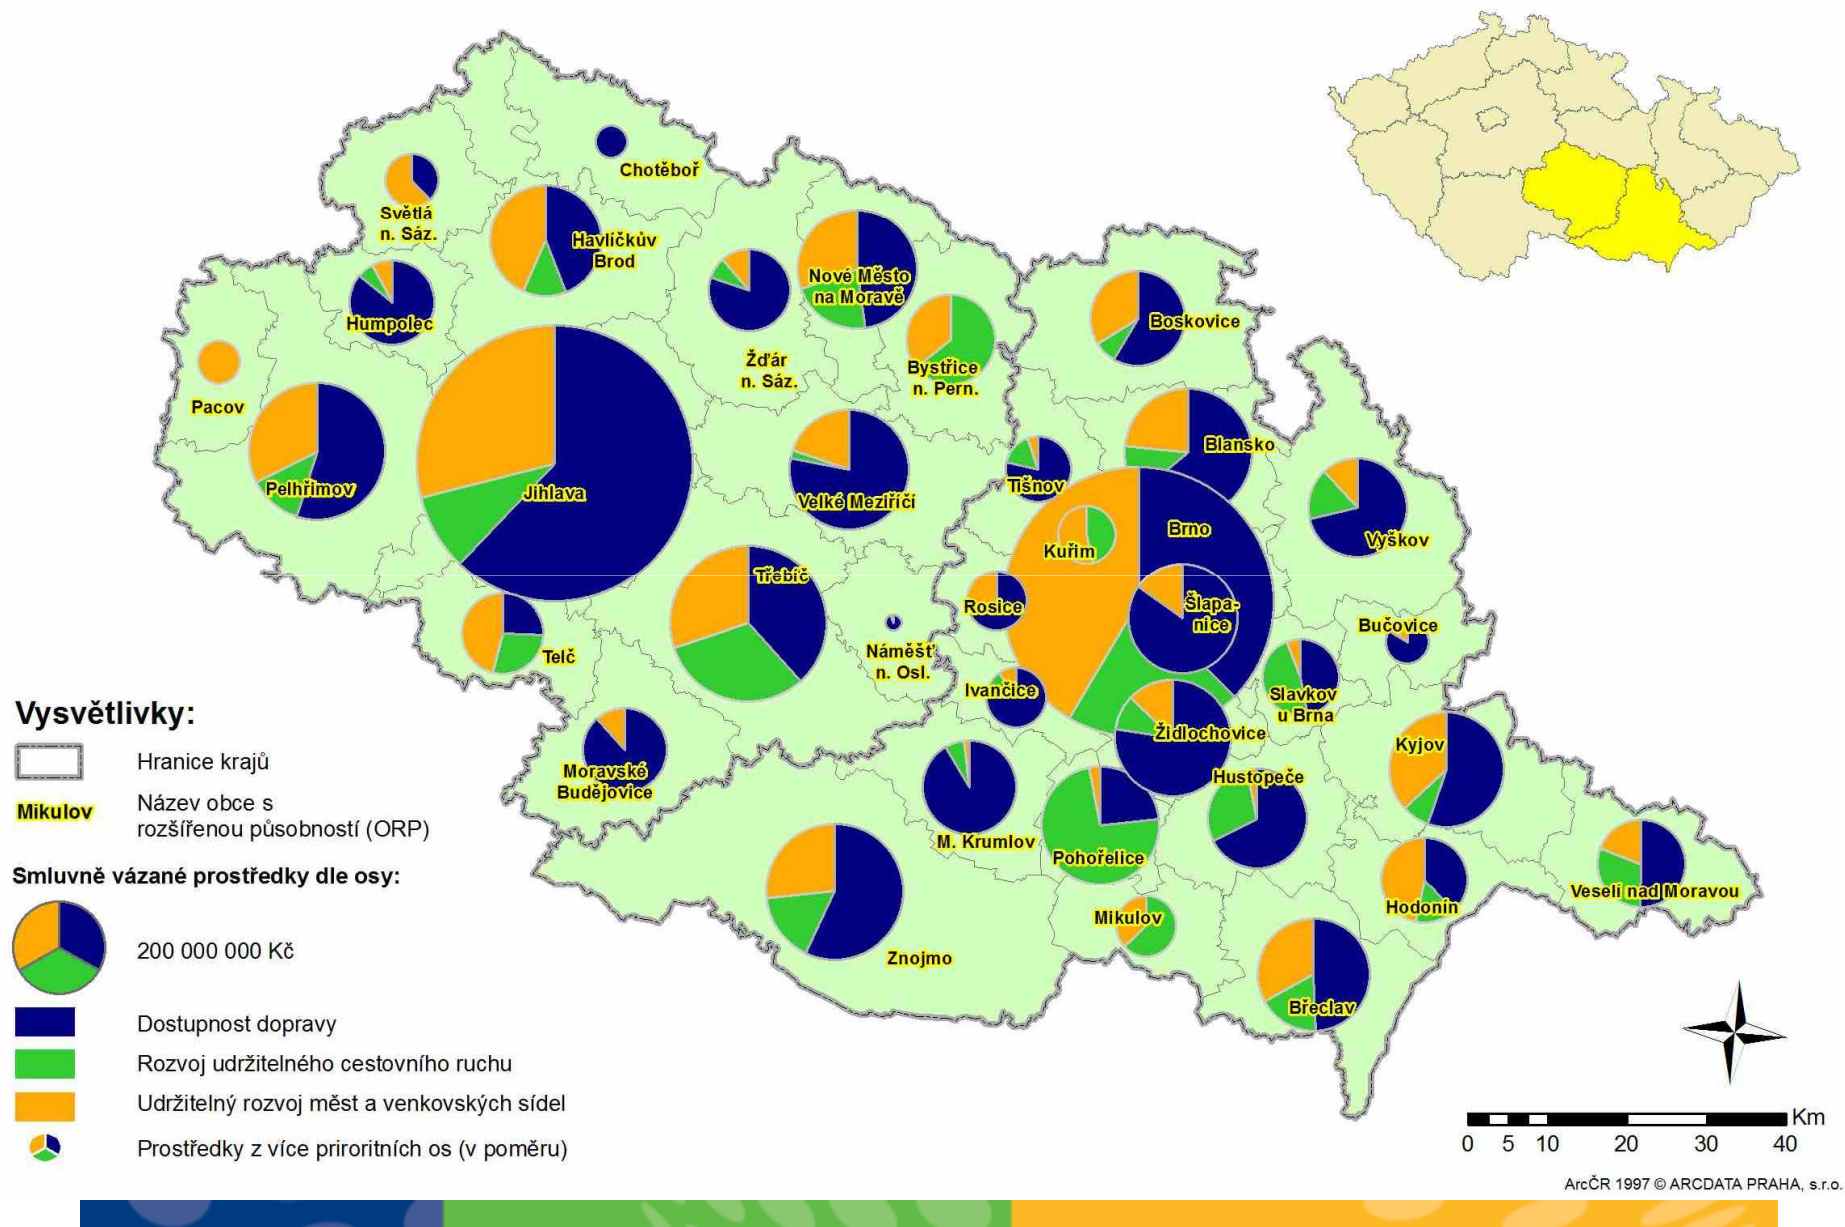 Chotěboř
Světlá
n. Sáz.
Havlíčkův
Brod
Nové Město
na Moravě
Humpolec
Boskovice
Žďár
n. Sáz.
Bystřice
n. Pern.
Pacov
Blansko
Pelhřimov
Jihlava
Velké Meziříčí
Tišnov
Brno
Vyškov
Kuřim
Třebíč
Rosice
Šlapa-
nice
Bučovice
Telč
Náměšť
n. Osl.
Ivančice
Slavkov
u Brna
Židlochovice
Kyjov
Moravské
Budějovice
Hustopeče
M. Krumlov
Pohořelice
Veselí nad Moravou
Hodonín
Mikulov
Znojmo
Břeclav
Vysvětlivky:
Hranice krajů
Mikulov
Název obce s
rozšířenou působností (ORP)
Smluvně vázané prostředky dle osy:
200 000 000 Kč
Dostupnost dopravy
Rozvoj udržitelného cestovního ruchu
Udržitelný rozvoj měst a venkovských sídel
Prostředky z více priroritních os (v poměru)
Km
0 5 10 20 30 40
ArcČR 1997 © ARCDATA PRAHA, s.r.o.